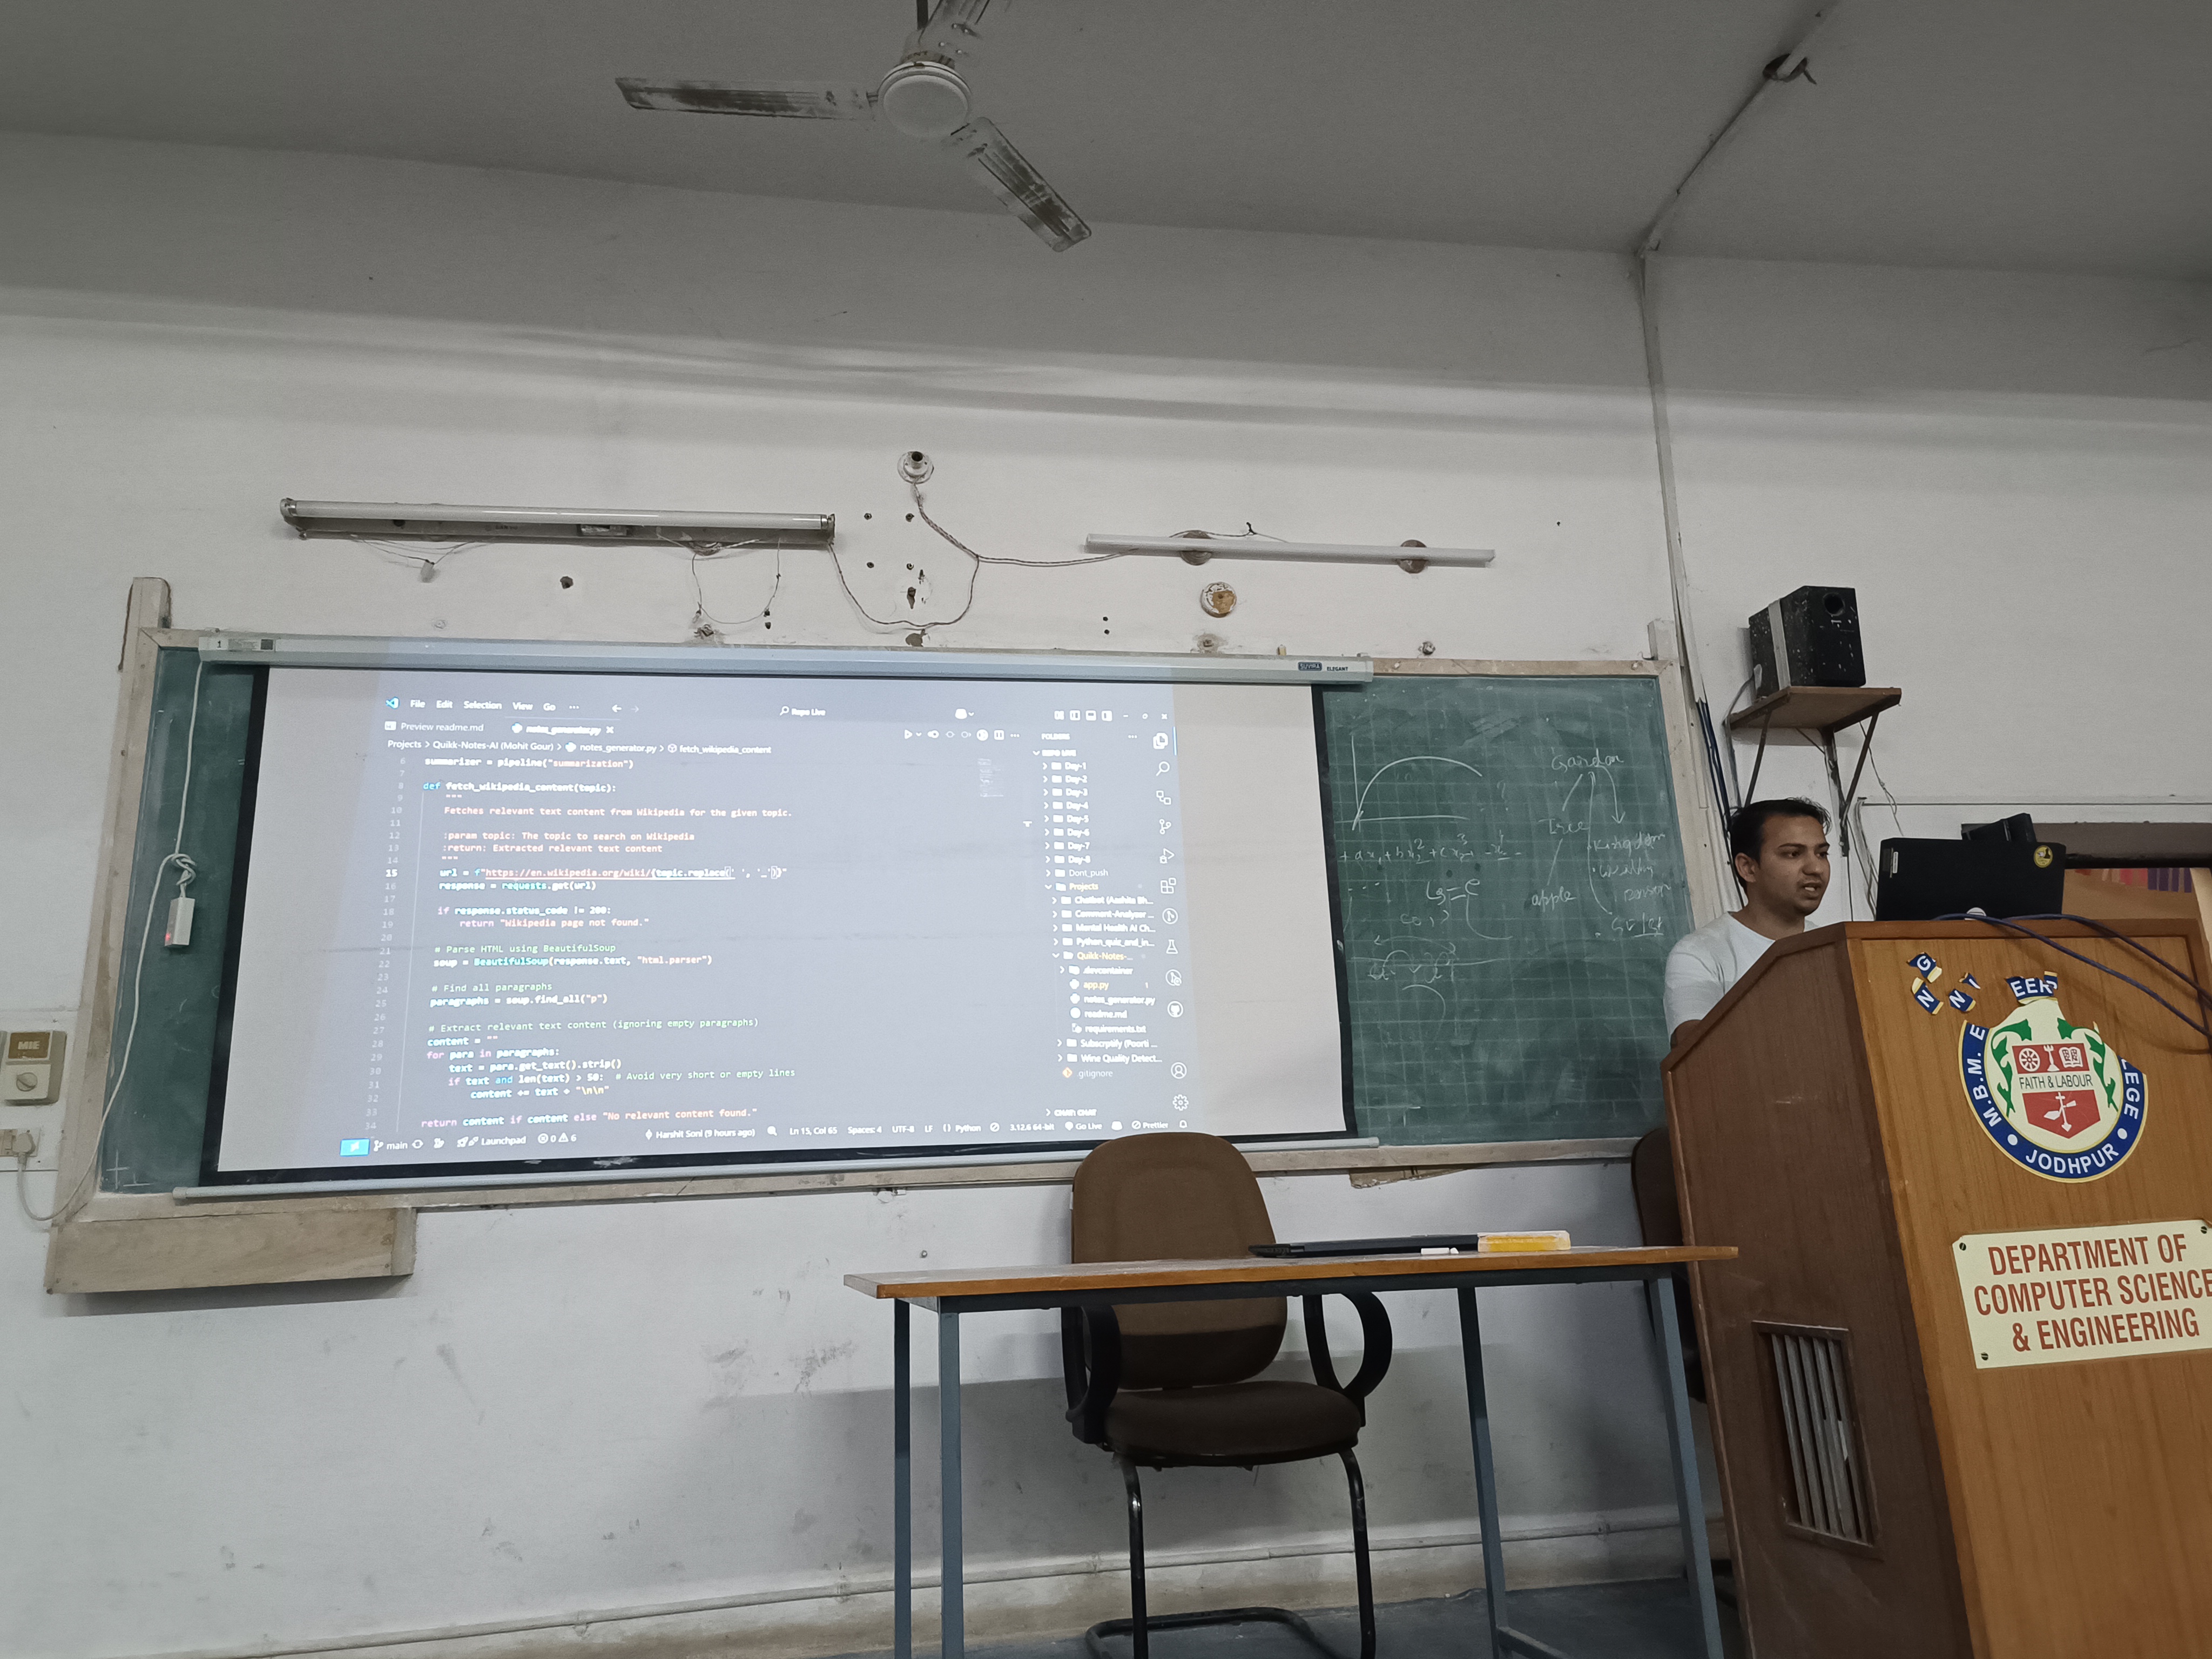 SUVIRA ELEGANT
File Edit Selection View Go ··· Repo Live
Preview readme.md notes_generator.py
Projects > Quikk-Notes-AI (Mohit Gour) > notes_generator.py > fetch_wikipedia_content
6 summarizer = pipeline("summarization")
7
8 def fetch_wikipedia_content(topic):
9 """
10 Fetches relevant text content from Wikipedia for the given topic.
11
12 :param topic: The topic to search on Wikipedia
13 :return: Extracted relevant text content
14 """
15 url = f"https://en.wikipedia.org/wiki/{topic.replace(' ', '_')}"
16 response = requests.get(url)
17
18 if response.status_code != 200:
19 return "Wikipedia page not found."
20
21 # Parse HTML using BeautifulSoup
22 soup = BeautifulSoup(response.text, "html.parser")
23
24 # Find all paragraphs
25 paragraphs = soup.find_all("p")
26
27 # Extract relevant text content (ignoring empty paragraphs)
28 content = ""
29 for para in paragraphs:
30 text = para.get_text().strip()
31 if text and len(text) > 50: # Avoid very short or empty lines
32 content += text + "\n\n"
33
34 return content if content else "No relevant content found."
FOLDERS
REPO LIVE
Day-1
Day-2
Day-3
Day-4
Day-5
Day-6
Day-7
Day-8
Dont_push
Projects
Chatbot (Aashita Bh...
Comment-Analyzer ...
Mental Health AI Ch...
Python_quiz_and_in...
Quikk-Notes-...
.devcontainer
app.py 1
notes_generator.py
readme.md
requirements.txt
Subscriptify (Poorti ...
Wine Quality Detect...
.gitignore
CHAT: CHAT
main Launchpad 0 6 Harshit Soni (9 hours ago) Ln 15, Col 65 Spaces: 4 UTF-8 LF Python 3.12.6 64-bit Go Live Prettier
Tree
Kingdom
apple
person
MIE
G
N N I EER
M.B.M. E LEGE
FAITH & LABOUR
JODHPUR
DEPARTMENT OF
COMPUTER SCIENCE
& ENGINEERING